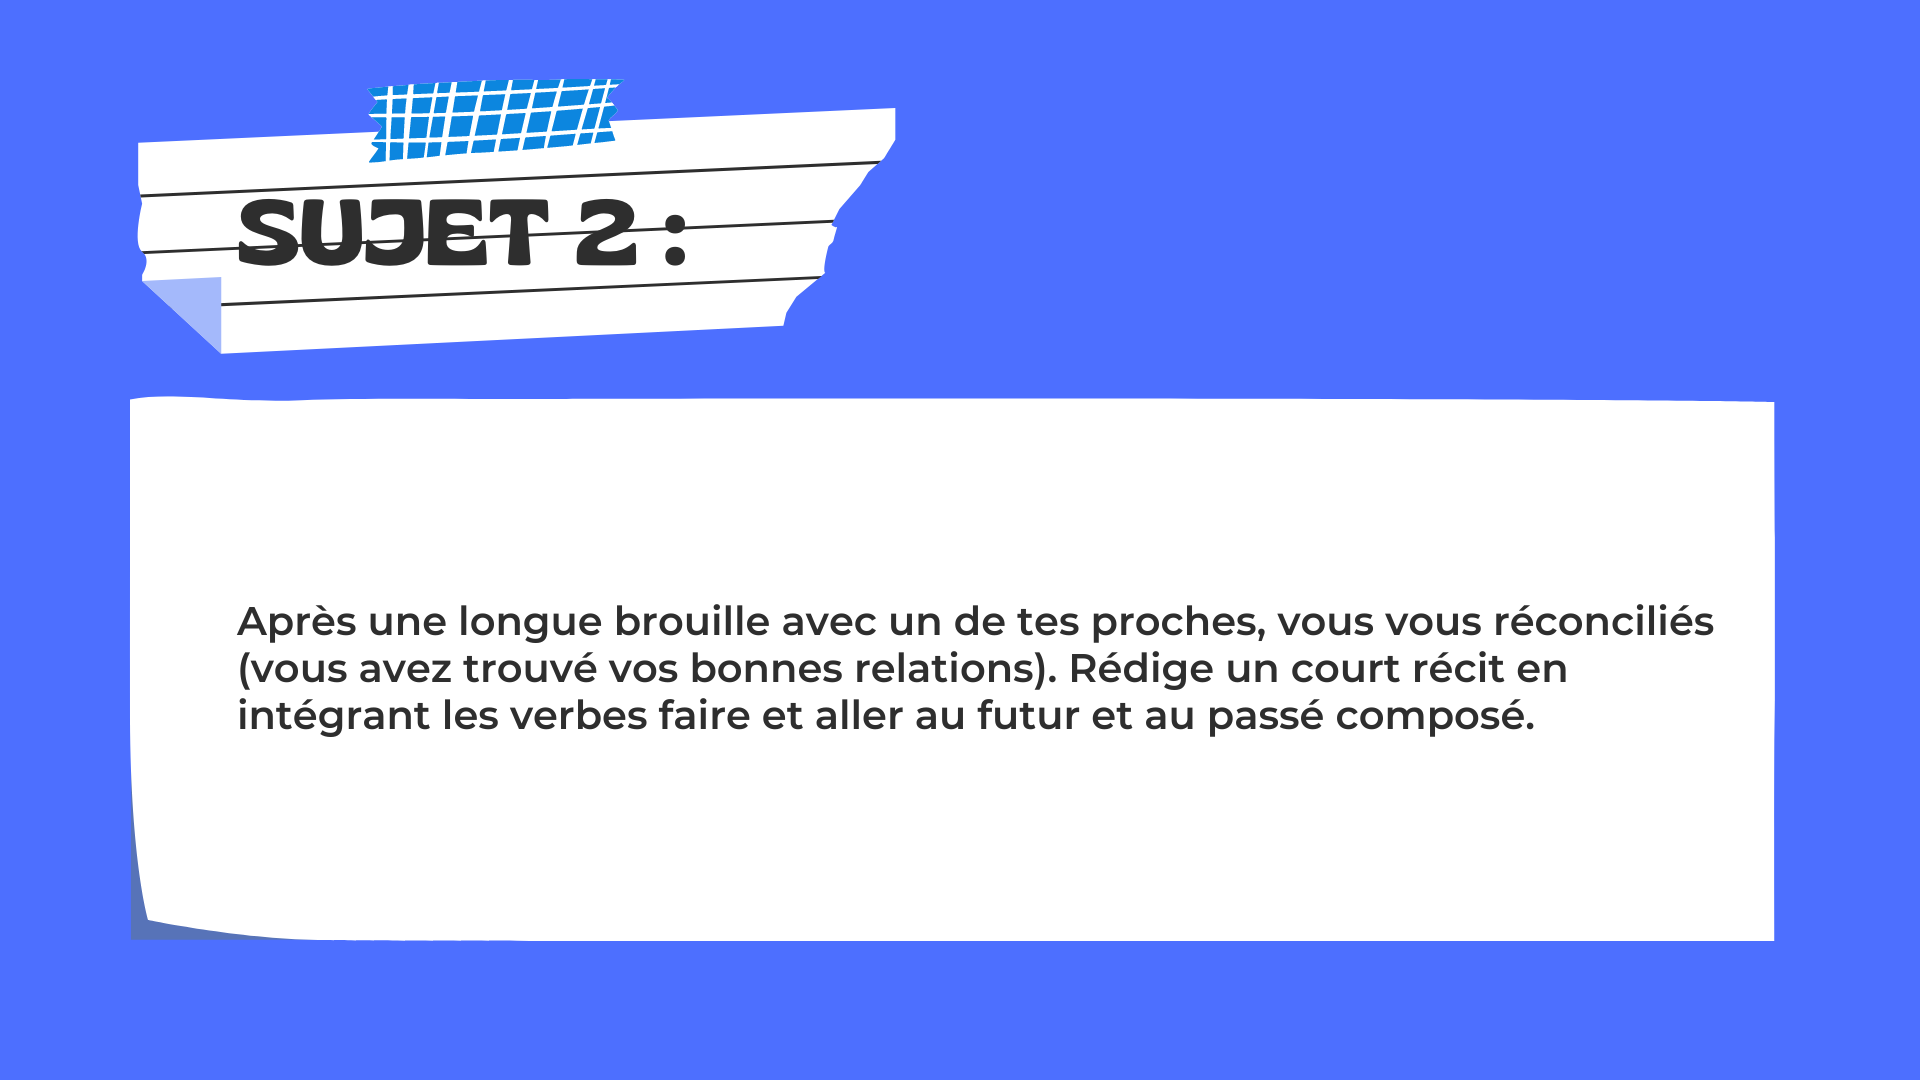 SUJET 2 :
Après une longue brouille avec un de tes proches, vous vous réconciliés
(vous avez trouvé vos bonnes relations). Rédige un court récit en
intégrant les verbes faire et aller au futur et au passé composé.